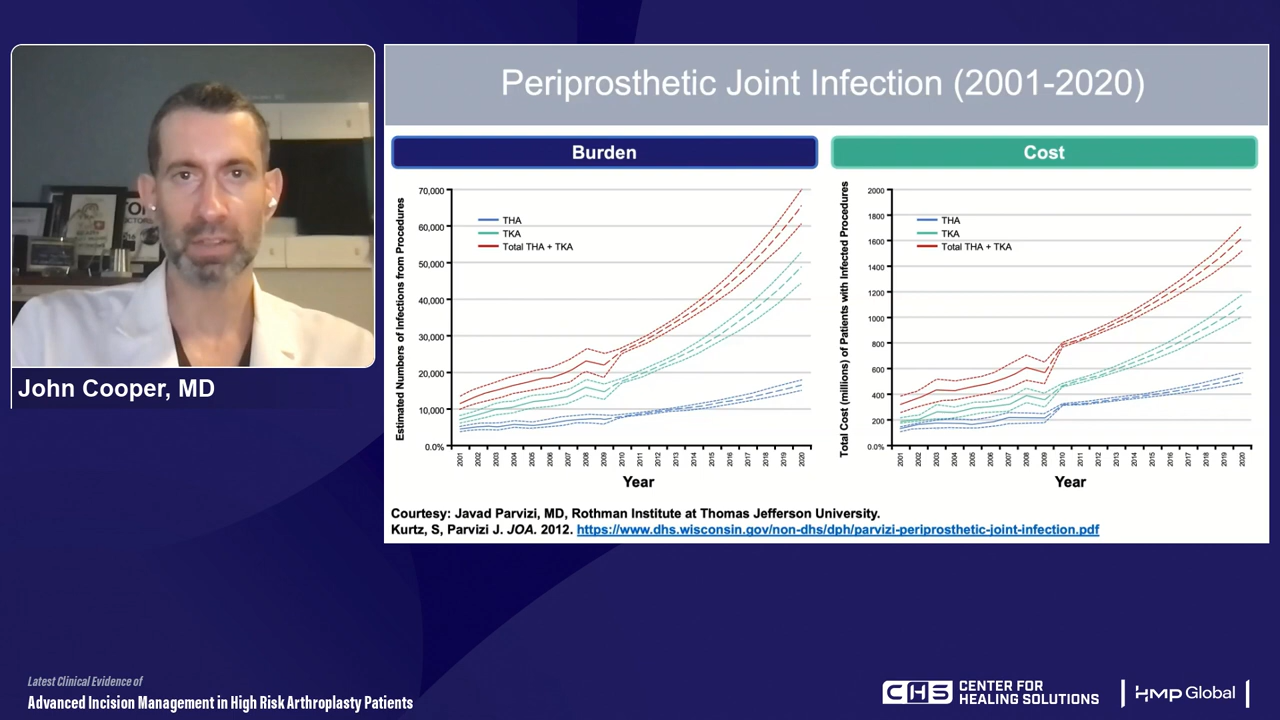 Periprosthetic Joint Infection (2001-2020)
Burden
Cost
Estimated Numbers of Infections from Procedures
70,000
60,000
50,000
40,000
30,000
20,000
10,000
0.0%
THA
TKA
Total THA + TKA
2001 2002 2003 2004 2005 2006 2007 2008 2009 2010 2011 2012 2013 2014 2015 2016 2017 2018 2019 2020
Year
Total Cost (millions) of Patients with Infected Procedures
2000
1800
1600
1400
1200
1000
800
600
400
200
0.0%
THA
TKA
Total THA + TKA
2001 2002 2003 2004 2005 2006 2007 2008 2009 2010 2011 2012 2013 2014 2015 2016 2017 2018 2019 2020
Year
Courtesy: Javad Parvizi, MD, Rothman Institute at Thomas Jefferson University.
Kurtz, S, Parvizi J. JOA. 2012. https://www.dhs.wisconsin.gov/non-dhs/dph/parvizi-periprosthetic-joint-infection.pdf
John Cooper, MD
Latest Clinical Evidence of
Advanced Incision Management in High Risk Arthroplasty Patients
CHS CENTER FOR
HEALING SOLUTIONS
HMP Global